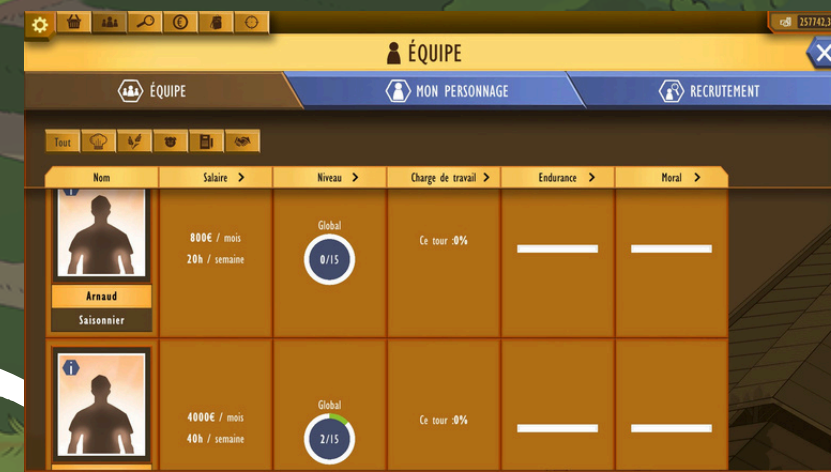 257742,3
ÉQUIPE
ÉQUIPE
MON PERSONNAGE
RECRUTEMENT
Tout
Nom
Salaire >
Niveau >
Charge de travail >
Endurance >
Moral >
i
800€ / mois
20h / semaine
Global
0/15
Ce tour :0%
Arnaud
Saisonnier
i
4000€ / mois
40h / semaine
Global
2/15
Ce tour :0%